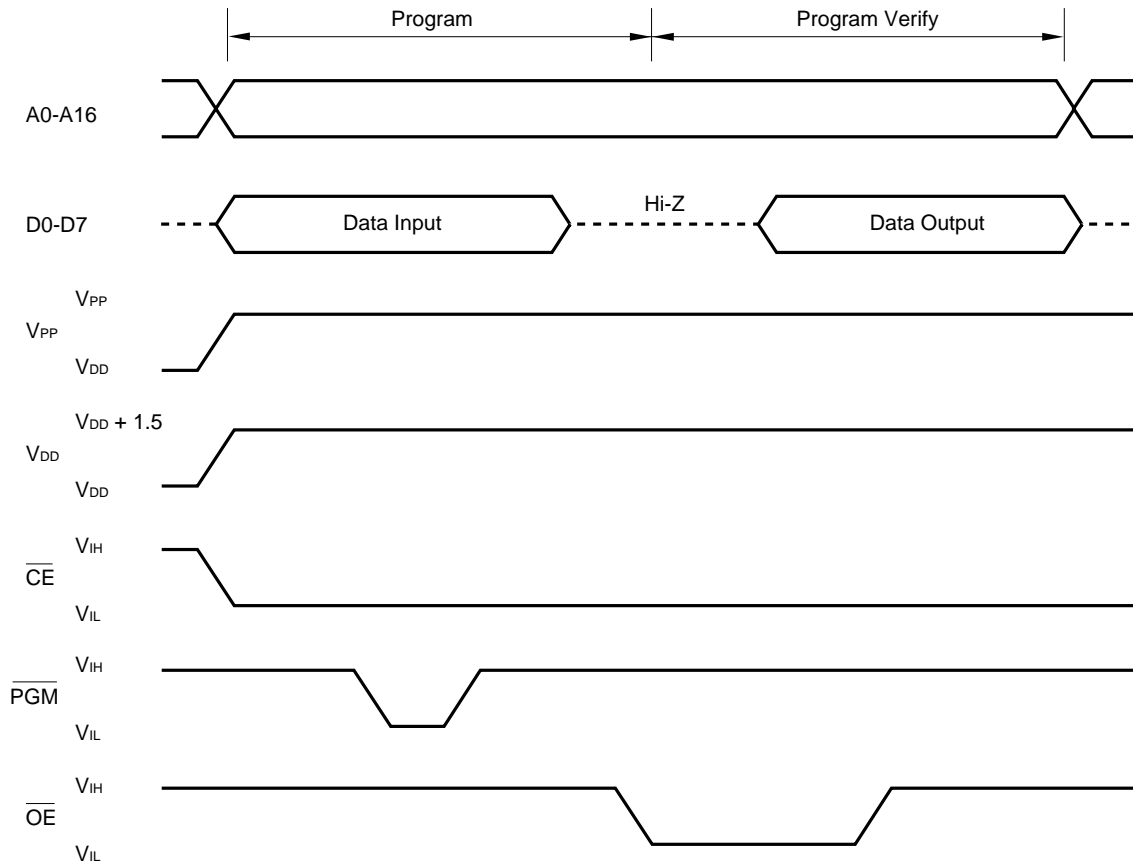 Program Program Verify
A0-A16
D0-D7 Data Input Hi-Z Data Output
VPP
VPP
VDD
VDD + 1.5
VDD
VDD
VIH
CE
VIL
VIH
PGM
VIL
VIH
OE
VIL